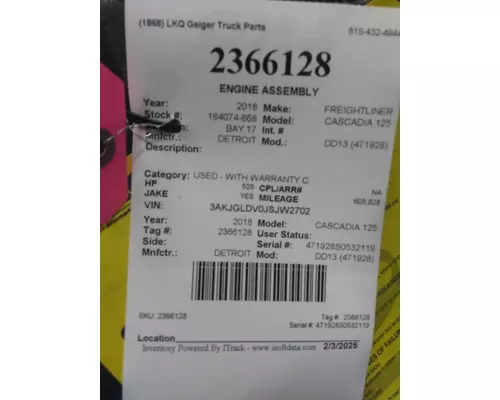 (1868) LKQ Geiger Truck Parts 815-432-4944
2366128
ENGINE ASSEMBLY
Year: 2018 Make: FREIGHTLINER
Stock #: 184074-668 Model: CASCADIA 125
BAY 17 Int. #
Mnfctr.: DETROIT Mod.: DD13 (471928)
Description:
Category: USED - WITH WARRANTY C
HP 525 CPL/ARR# NA
JAKE YES MILEAGE 605,828
VIN: 3AKJGLDV0JSJW2702
Year: 2018 Model: CASCADIA 125
Tag #: 2366128 User Status:
Side: Serial #: 471928S0532119
Mnfctr.: DETROIT Mod: DD13 (471928)
SKU: 2366128 Tag #: 2366128
Serial#: 471928S0532119
Location
Inventory Powered By ITrack - www.isoftdata.com 2/3/2025